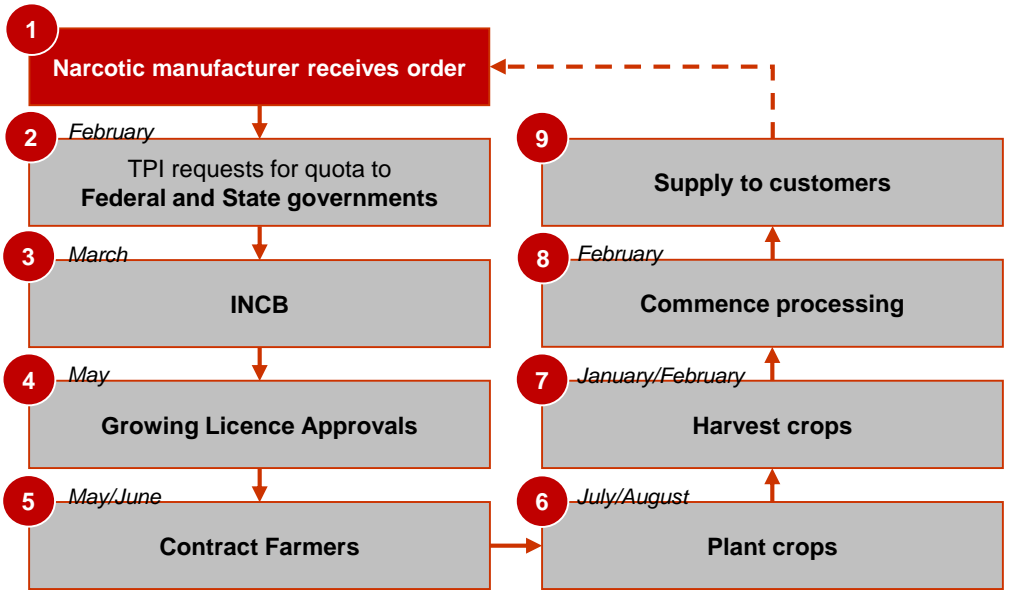 1
Narcotic manufacturer receives order
2
February
TPI requests for quota to
Federal and State governments
3
March
INCB
4
May
Growing Licence Approvals
5
May/June
Contract Farmers
6
July/August
Plant crops
7
January/February
Harvest crops
8
February
Commence processing
9
Supply to customers